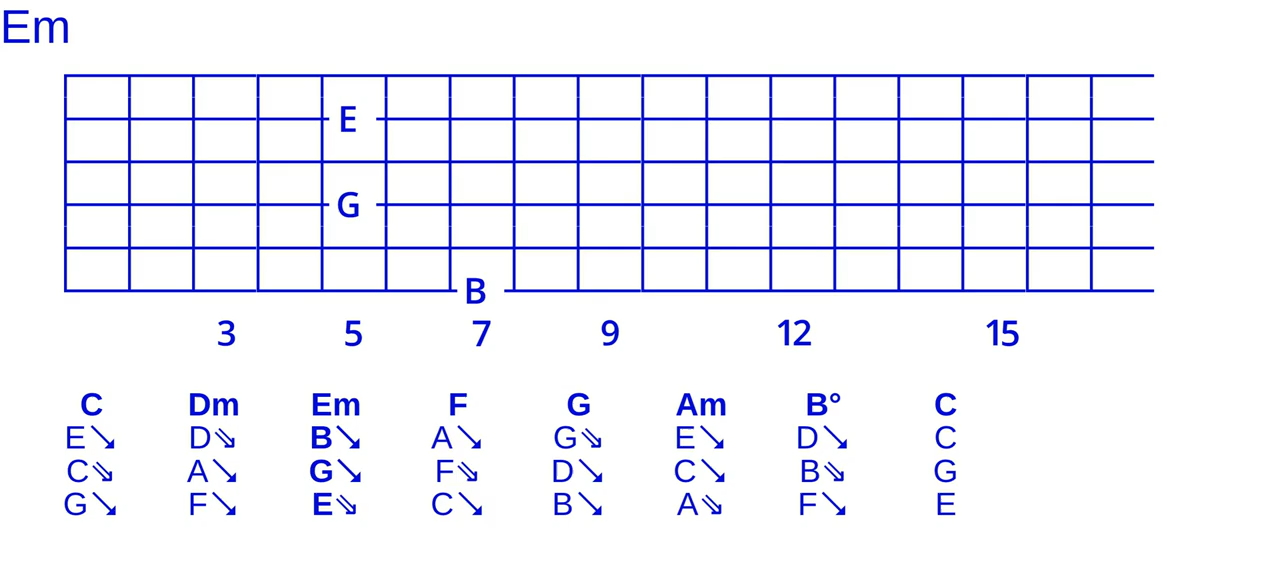 Em
E
G
B
3 5 7 9 12 15
C Dm Em F G Am B° C
E↘ D⇘ B↘ A↘ G⇘ E↘ D↘ C
C⇘ A↘ G↘ F⇘ D↘ C↘ B⇘ G
G↘ F↘ E⇘ C↘ B↘ A⇘ F↘ E